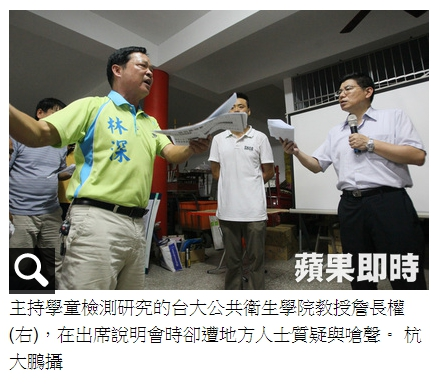 林
深
蘋果即時
主持學童檢測研究的台大公共衛生學院教授詹長權
(右)，在出席說明會時卻遭地方人士質疑與嗆聲。 杭
大鵬攝